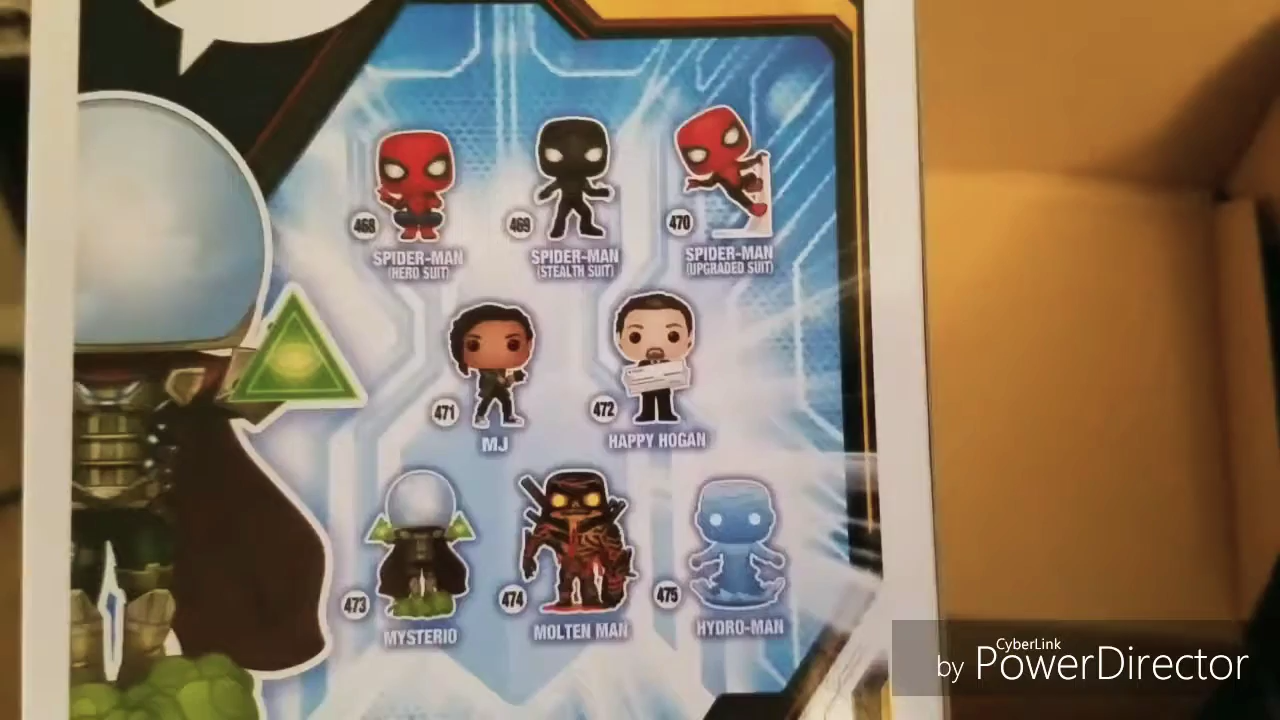 468
SPIDER-MAN
(HERO SUIT)
469
SPIDER-MAN
(STEALTH SUIT)
470
SPIDER-MAN
(UPGRADED SUIT)
471
MJ
472
HAPPY HOGAN
473
MYSTERIO
474
MOLTEN MAN
475
HYDRO-MAN
CyberLink
by PowerDirector